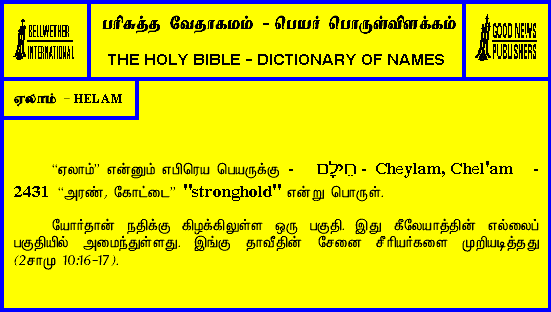 BELLWETHER
INTERNATIONAL
பரிசுத்த வேதாகமம் - பெயர் பொருள்விளக்கம்
THE HOLY BIBLE - DICTIONARY OF NAMES
GOOD NEWS
PUBLISHERS
ஏலாம் - HELAM
“ஏலாம்” என்னும் எபிரெய பெயருக்கு - חֵילָם - Cheylam, Chel'am -
2431 “அரண், கோட்டை” "stronghold" என்று பொருள்.
யோர்தான் நதிக்கு கிழக்கிலுள்ள ஒரு பகுதி. இது கீலேயாத்தின் எல்லைப்
பகுதியில் அமைந்துள்ளது. இங்கு தாவீதின் சேனை சீரியர்களை முறியடித்தது
(2சாமு 10:16-17).